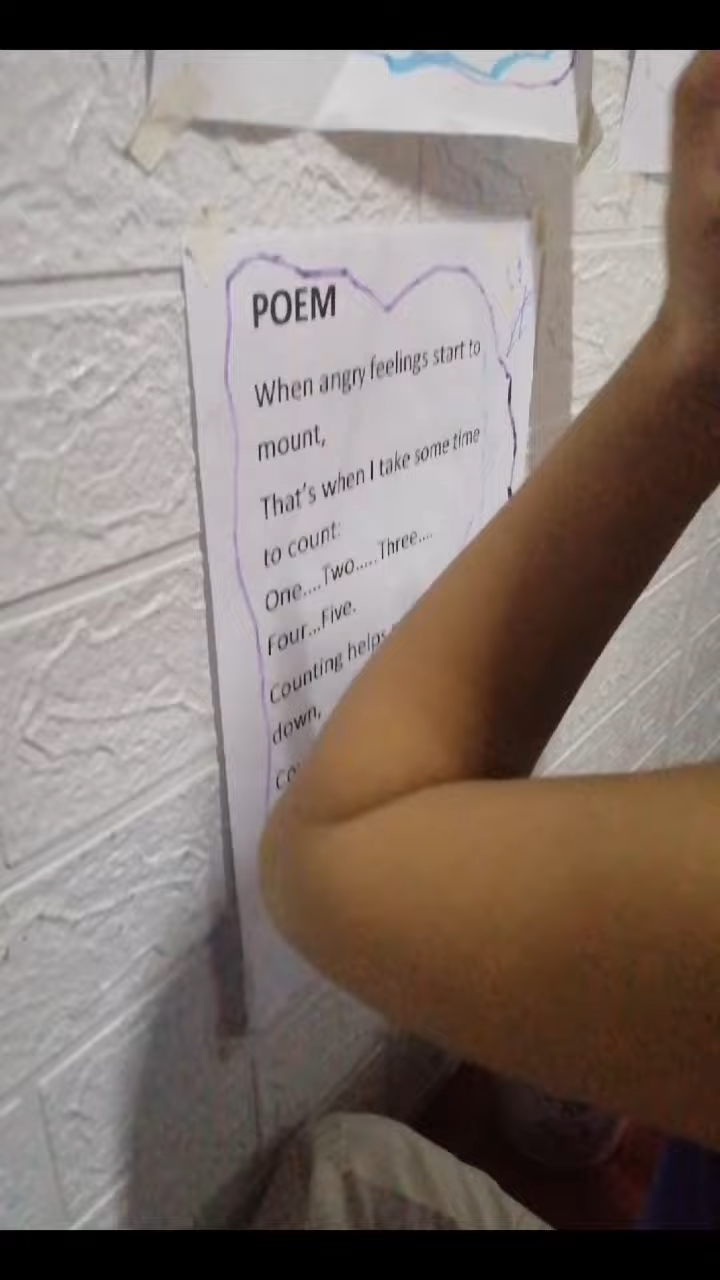 POEM
When angry feelings start to
mount,
That's when I take some time
to count:
One....Two.....Three....
Four...Five.
Counting helps
down,